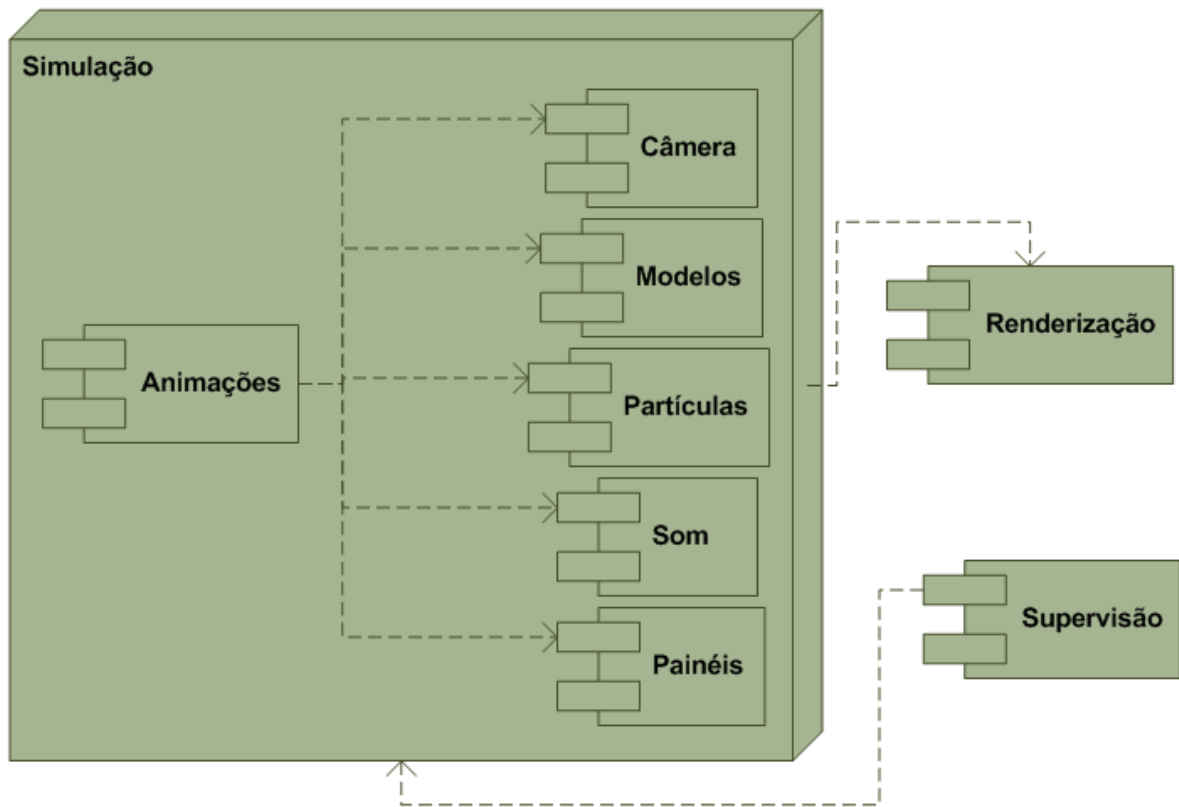 Simulação
Câmera
Modelos
Animações
Partículas
Som
Painéis
Renderização
Supervisão